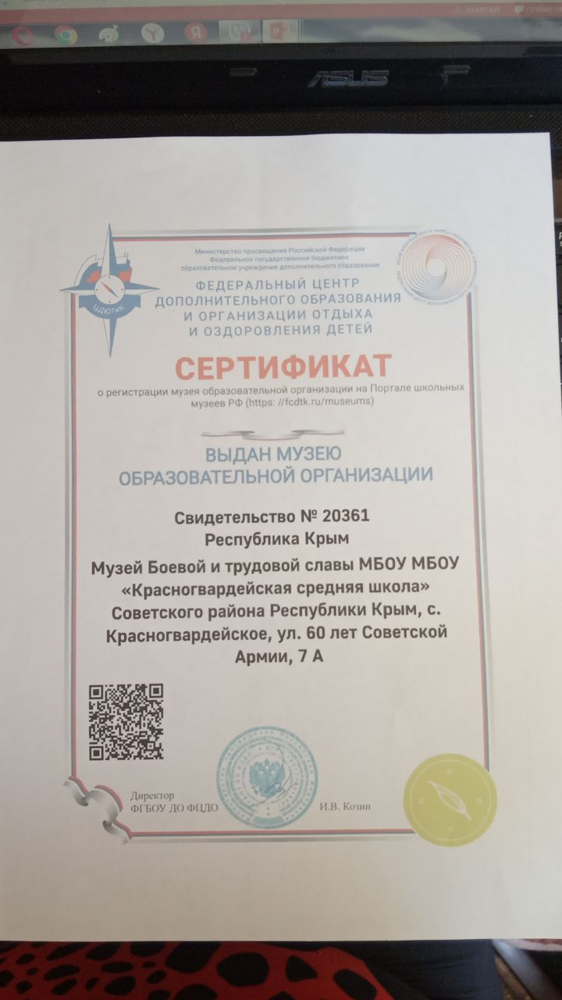 ASUS
Министерство просвещения Российской Федерации
Федеральное государственное бюджетное
образовательное учреждение дополнительного образования
ФЕДЕРАЛЬНЫЙ ЦЕНТР
ДОПОЛНИТЕЛЬНОГО ОБРАЗОВАНИЯ
И ОРГАНИЗАЦИИ ОТДЫХА
И ОЗДОРОВЛЕНИЯ ДЕТЕЙ
ЦДЮТиК
СЕРТИФИКАТ
о регистрации музея образовательной организации на Портале школьных
музеев РФ (https: //fcdtk.ru/museums)
ВЫДАН МУЗЕЮ
ОБРАЗОВАТЕЛЬНОЙ ОРГАНИЗАЦИИ
Свидетельство № 20361
Республика Крым
Музей Боевой и трудовой славы МБОУ МБОУ
«Красногвардейская средняя школа»
Советского района Республики Крым, с.
Красногвардейское, ул. 60 лет Советской
Армии, 7 А
Директор
ФГБОУ ДО ФЦДО
И.В. Козин